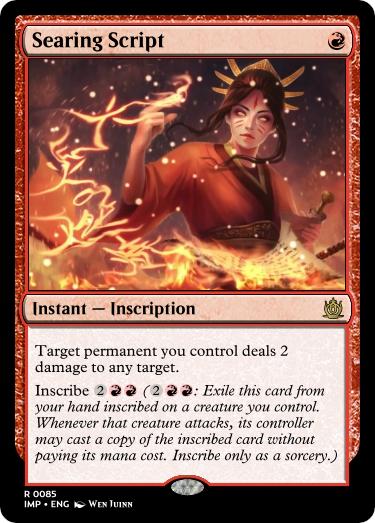 Searing Script
Instant — Inscription
Target permanent you control deals 2
damage to any target.
Inscribe 2 (2 : Exile this card from
your hand inscribed on a creature you control.
Whenever that creature attacks, its controller
may cast a copy of the inscribed card without
paying its mana cost. Inscribe only as a sorcery.)
R 0085
IMP • ENG Wen Juinn